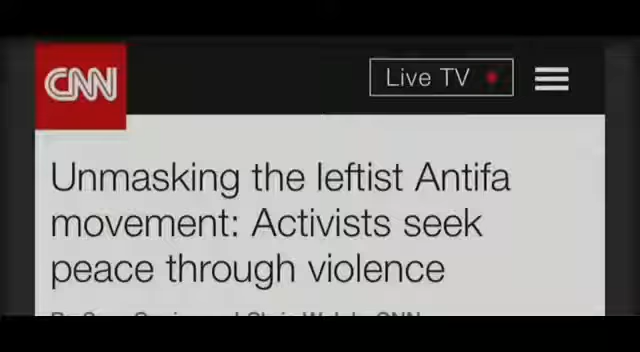 CNN
Live TV
Unmasking the leftist Antifa
movement: Activists seek
peace through violence